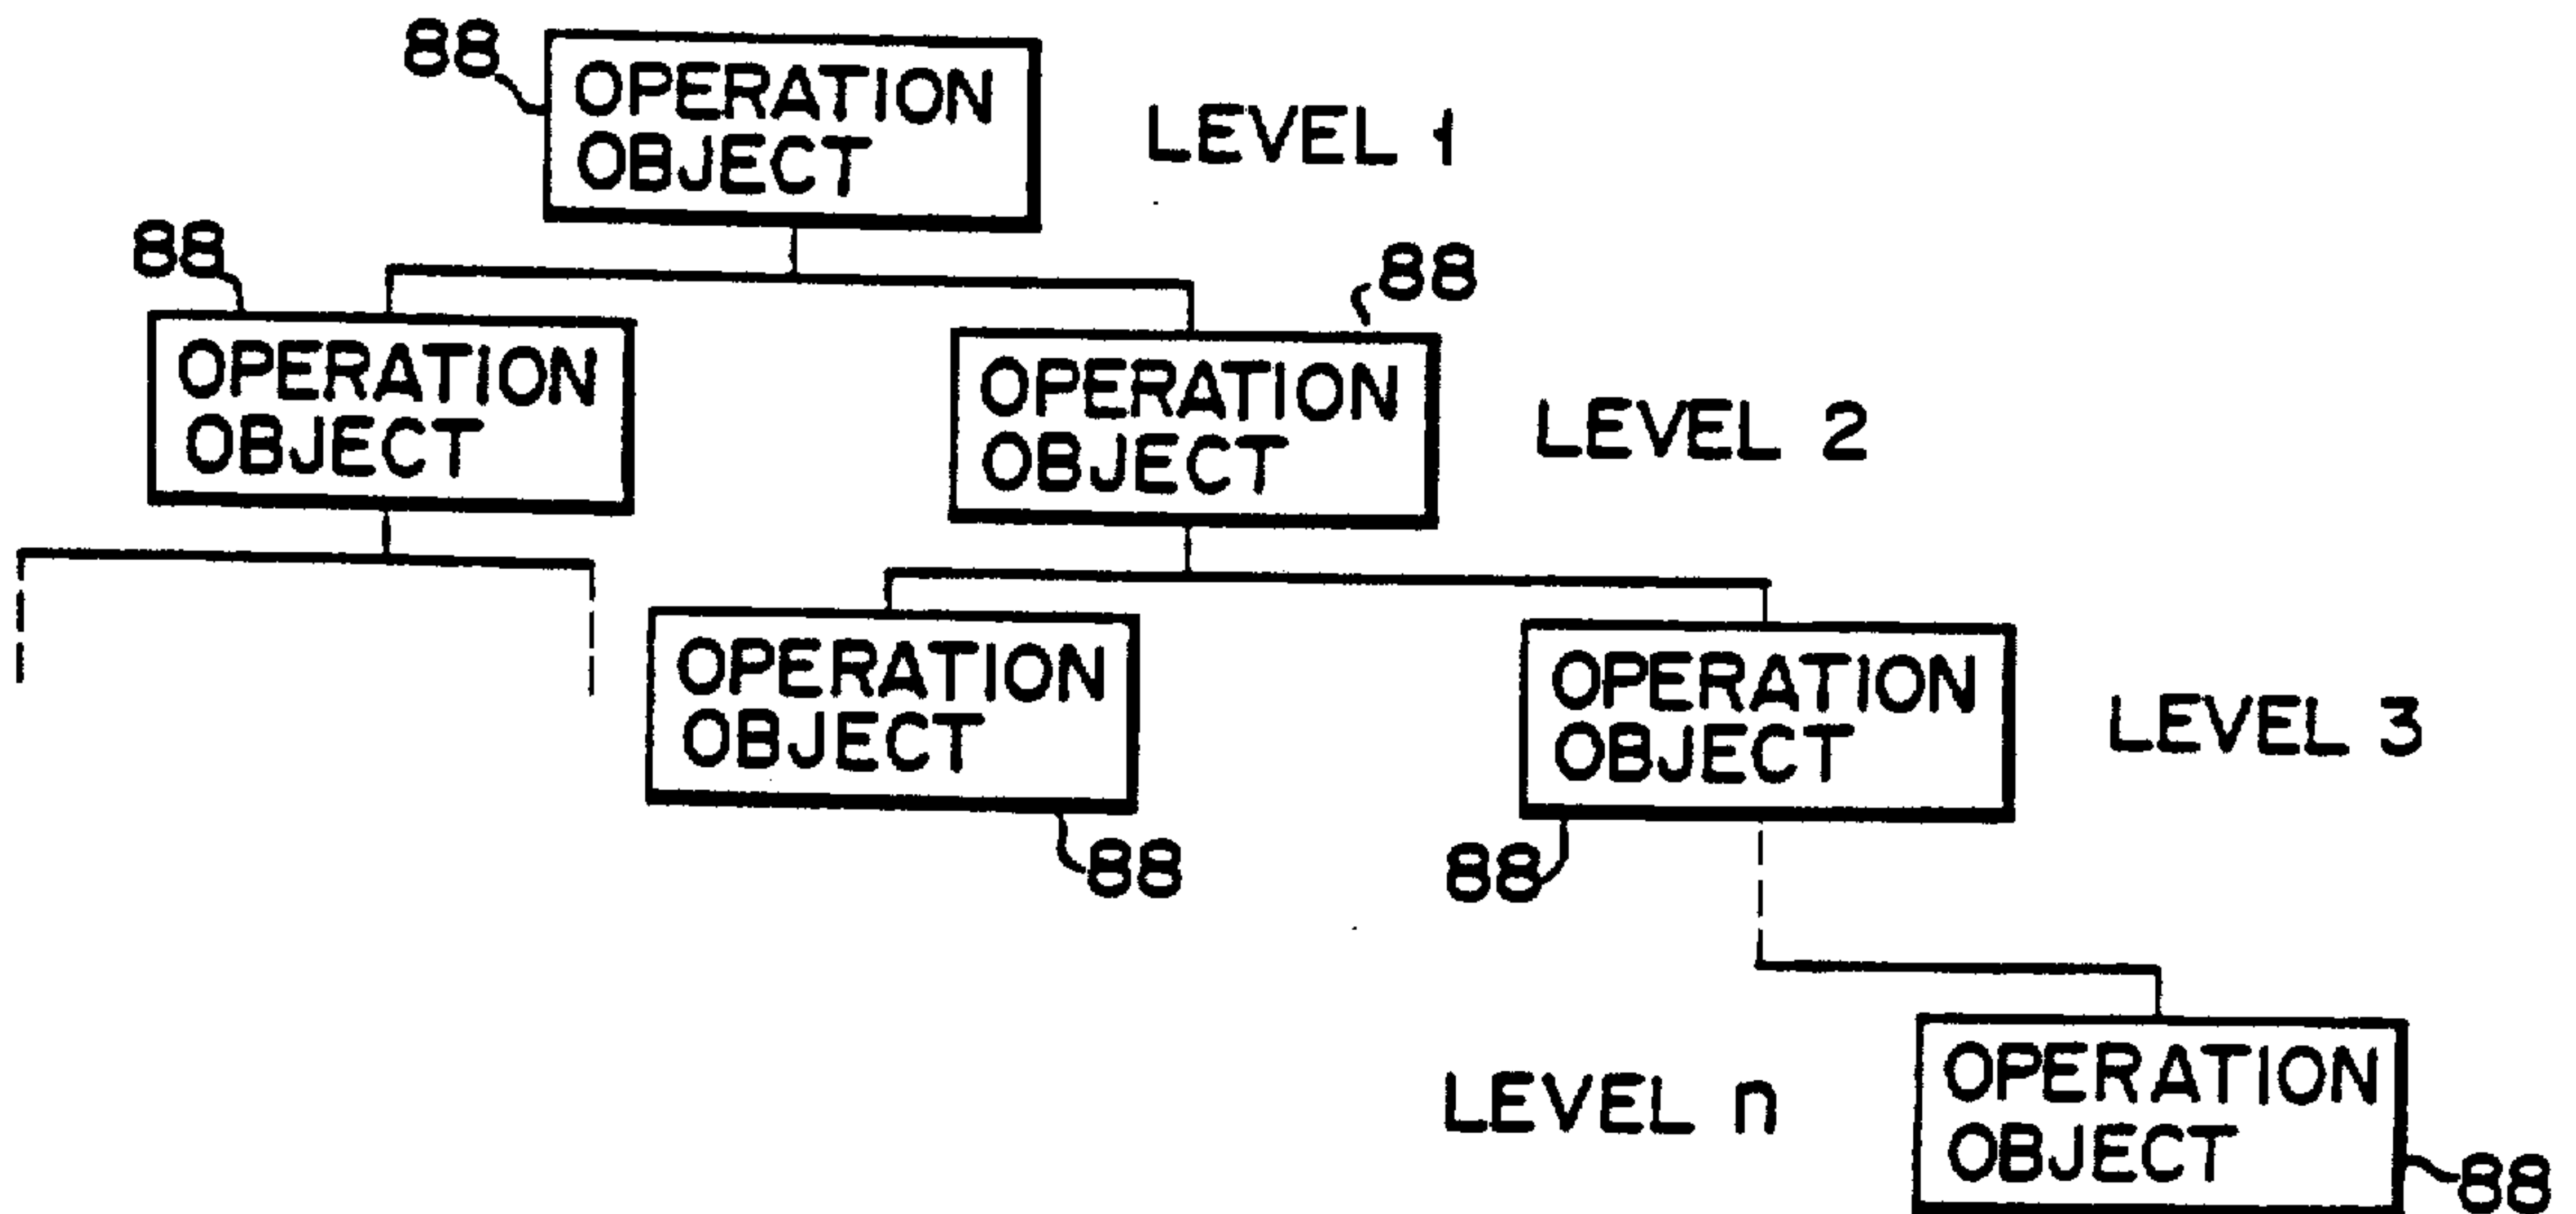 88
OPERATION
OBJECT
LEVEL 1
88
OPERATION
OBJECT
88
OPERATION
OBJECT
LEVEL 2
OPERATION
OBJECT
88
OPERATION
OBJECT
88
LEVEL 3
LEVEL n
OPERATION
OBJECT
88